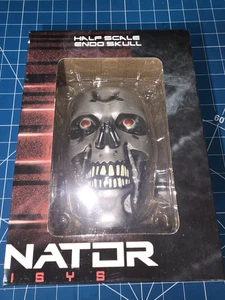 HALF SCALE
ENDO SKULL
NATOR
ISYS